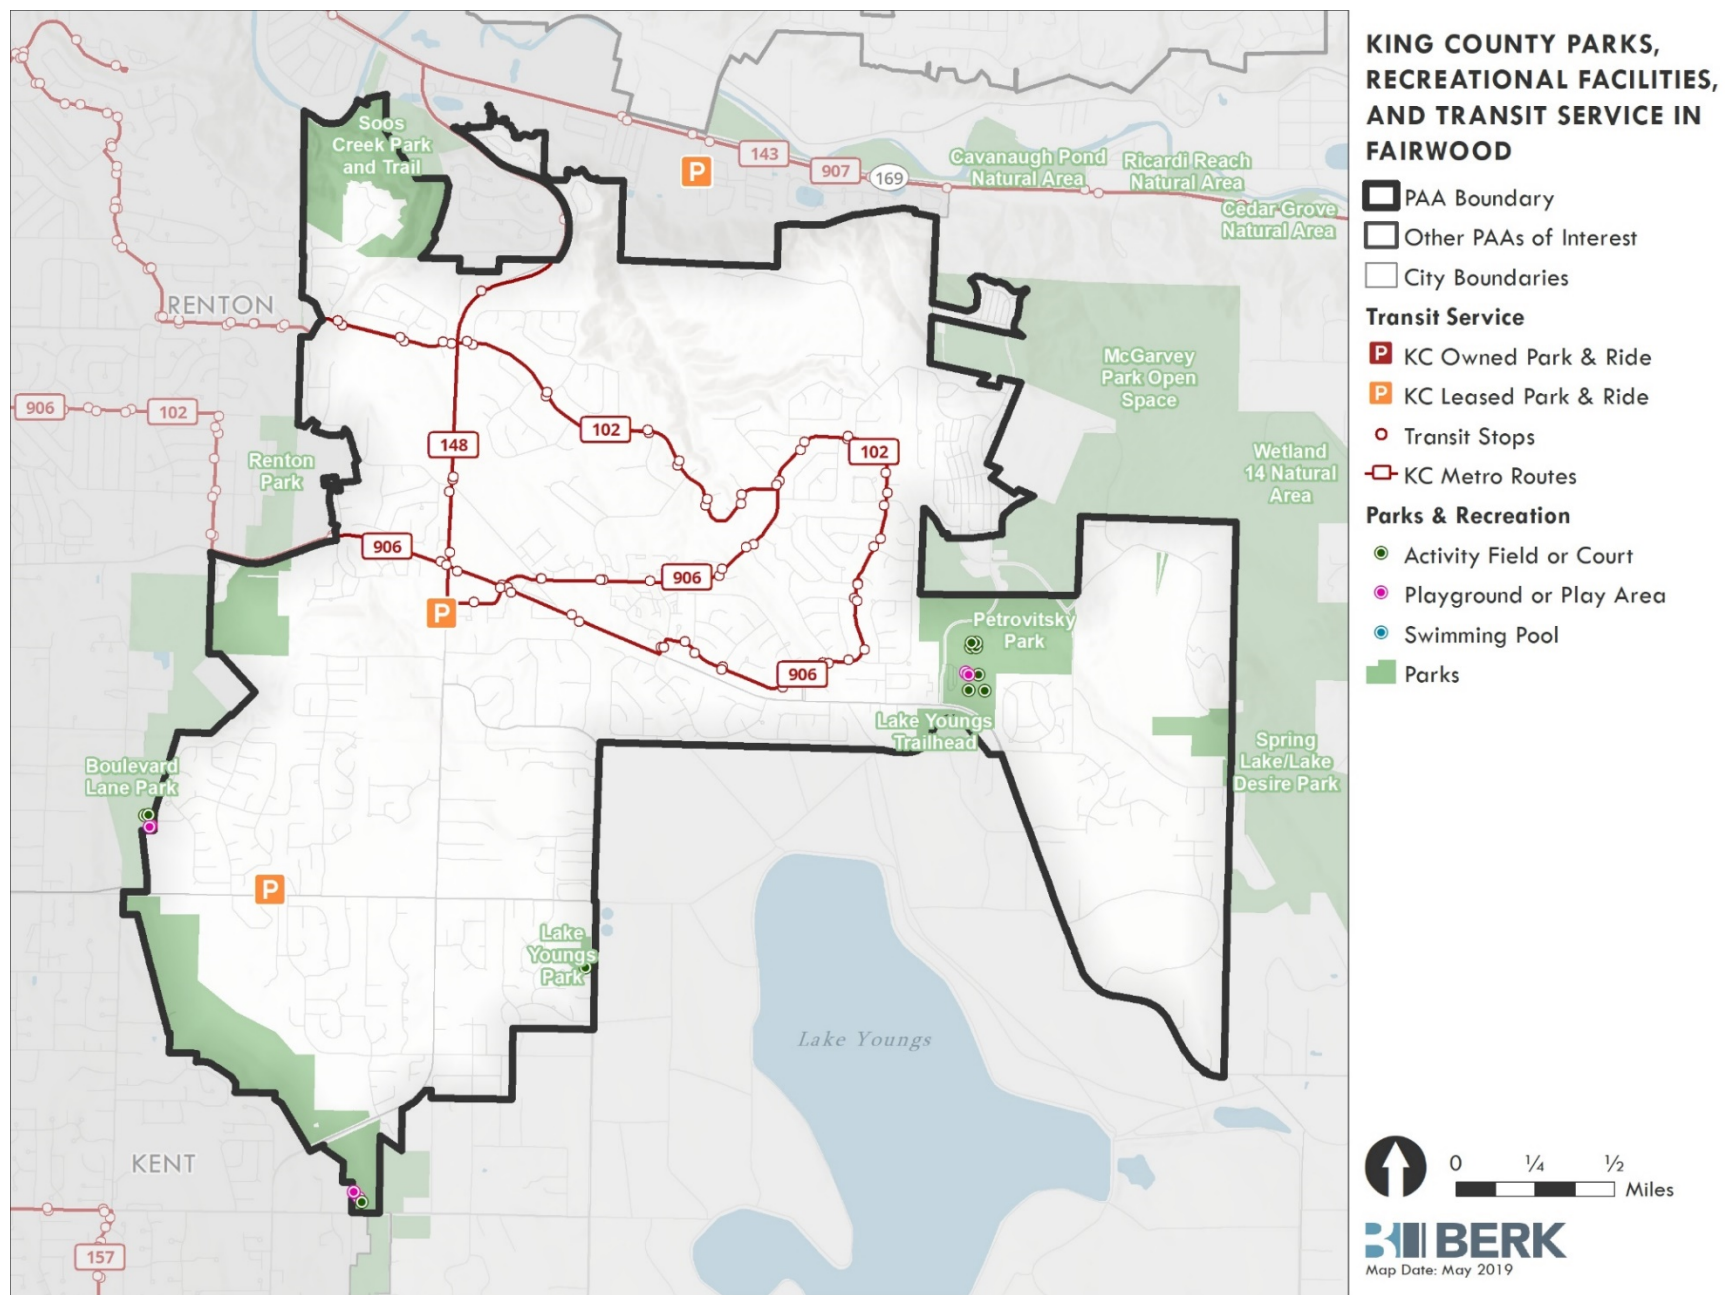 KING COUNTY PARKS,
RECREATIONAL FACILITIES,
AND TRANSIT SERVICE IN
FAIRWOOD
PAA Boundary
Other PAAs of Interest
City Boundaries
Transit Service
P KC Owned Park & Ride
P KC Leased Park & Ride
Transit Stops
KC Metro Routes
Parks & Recreation
Activity Field or Court
Playground or Play Area
Swimming Pool
Parks
0 ¼ ½
Miles
BERK
Map Date: May 2019
Soos
Creek Park
and Trail
P
143
907
169
Cavanaugh Pond
Natural Area
Ricardi Reach
Natural Area
Cedar Grove
Natural Area
RENTON
McGarvey
Park Open
Space
906
102
148
102
102
Renton
Park
Wetland
14 Natural
Area
906
906
P
Petrovitsky
Park
906
Lake Youngs
Trailhead
Spring
Lake/Lake
Desire Park
Boulevard
Lane Park
P
Lake
Youngs
Park
Lake Youngs
KENT
157